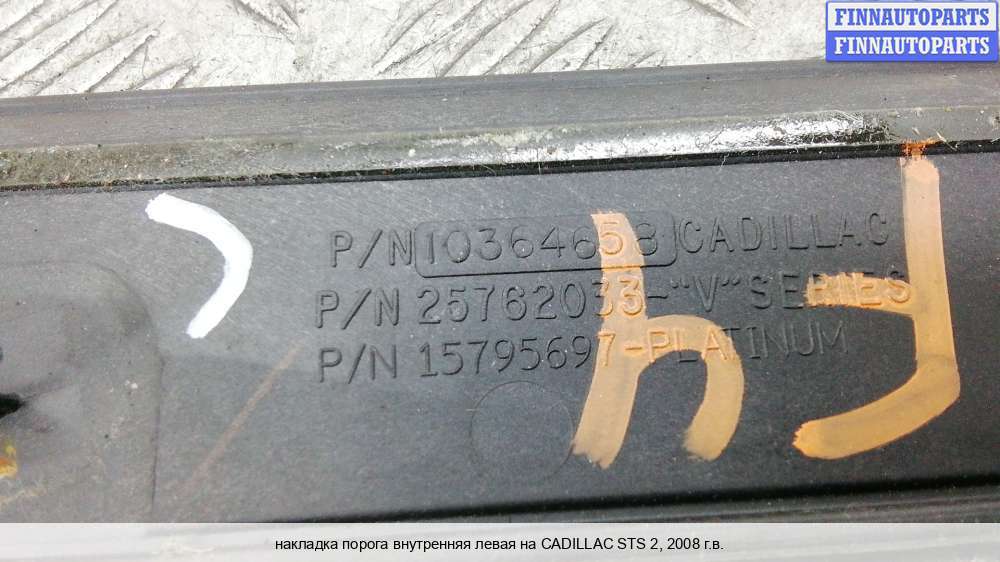 FINNAUTOPARTS
FINNAUTOPARTS
P/N 10364658 CADILLAC
P/N 25762033-"V" SERIES
P/N 15795697-PLATINUM
накладка порога внутренняя левая на CADILLAC STS 2, 2008 г.в.